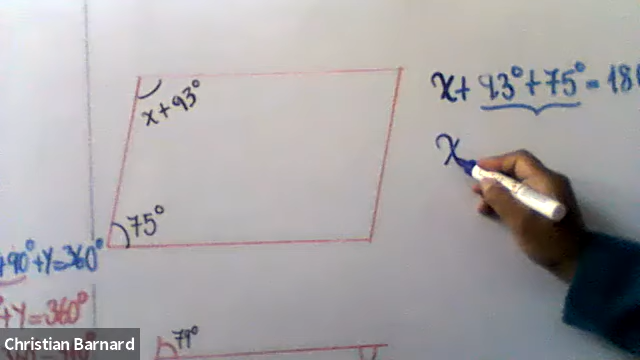 x+93°
75°
x+93°+75°=18
x
+90°+y=360°
°+y=360°
79°
Christian Barnard